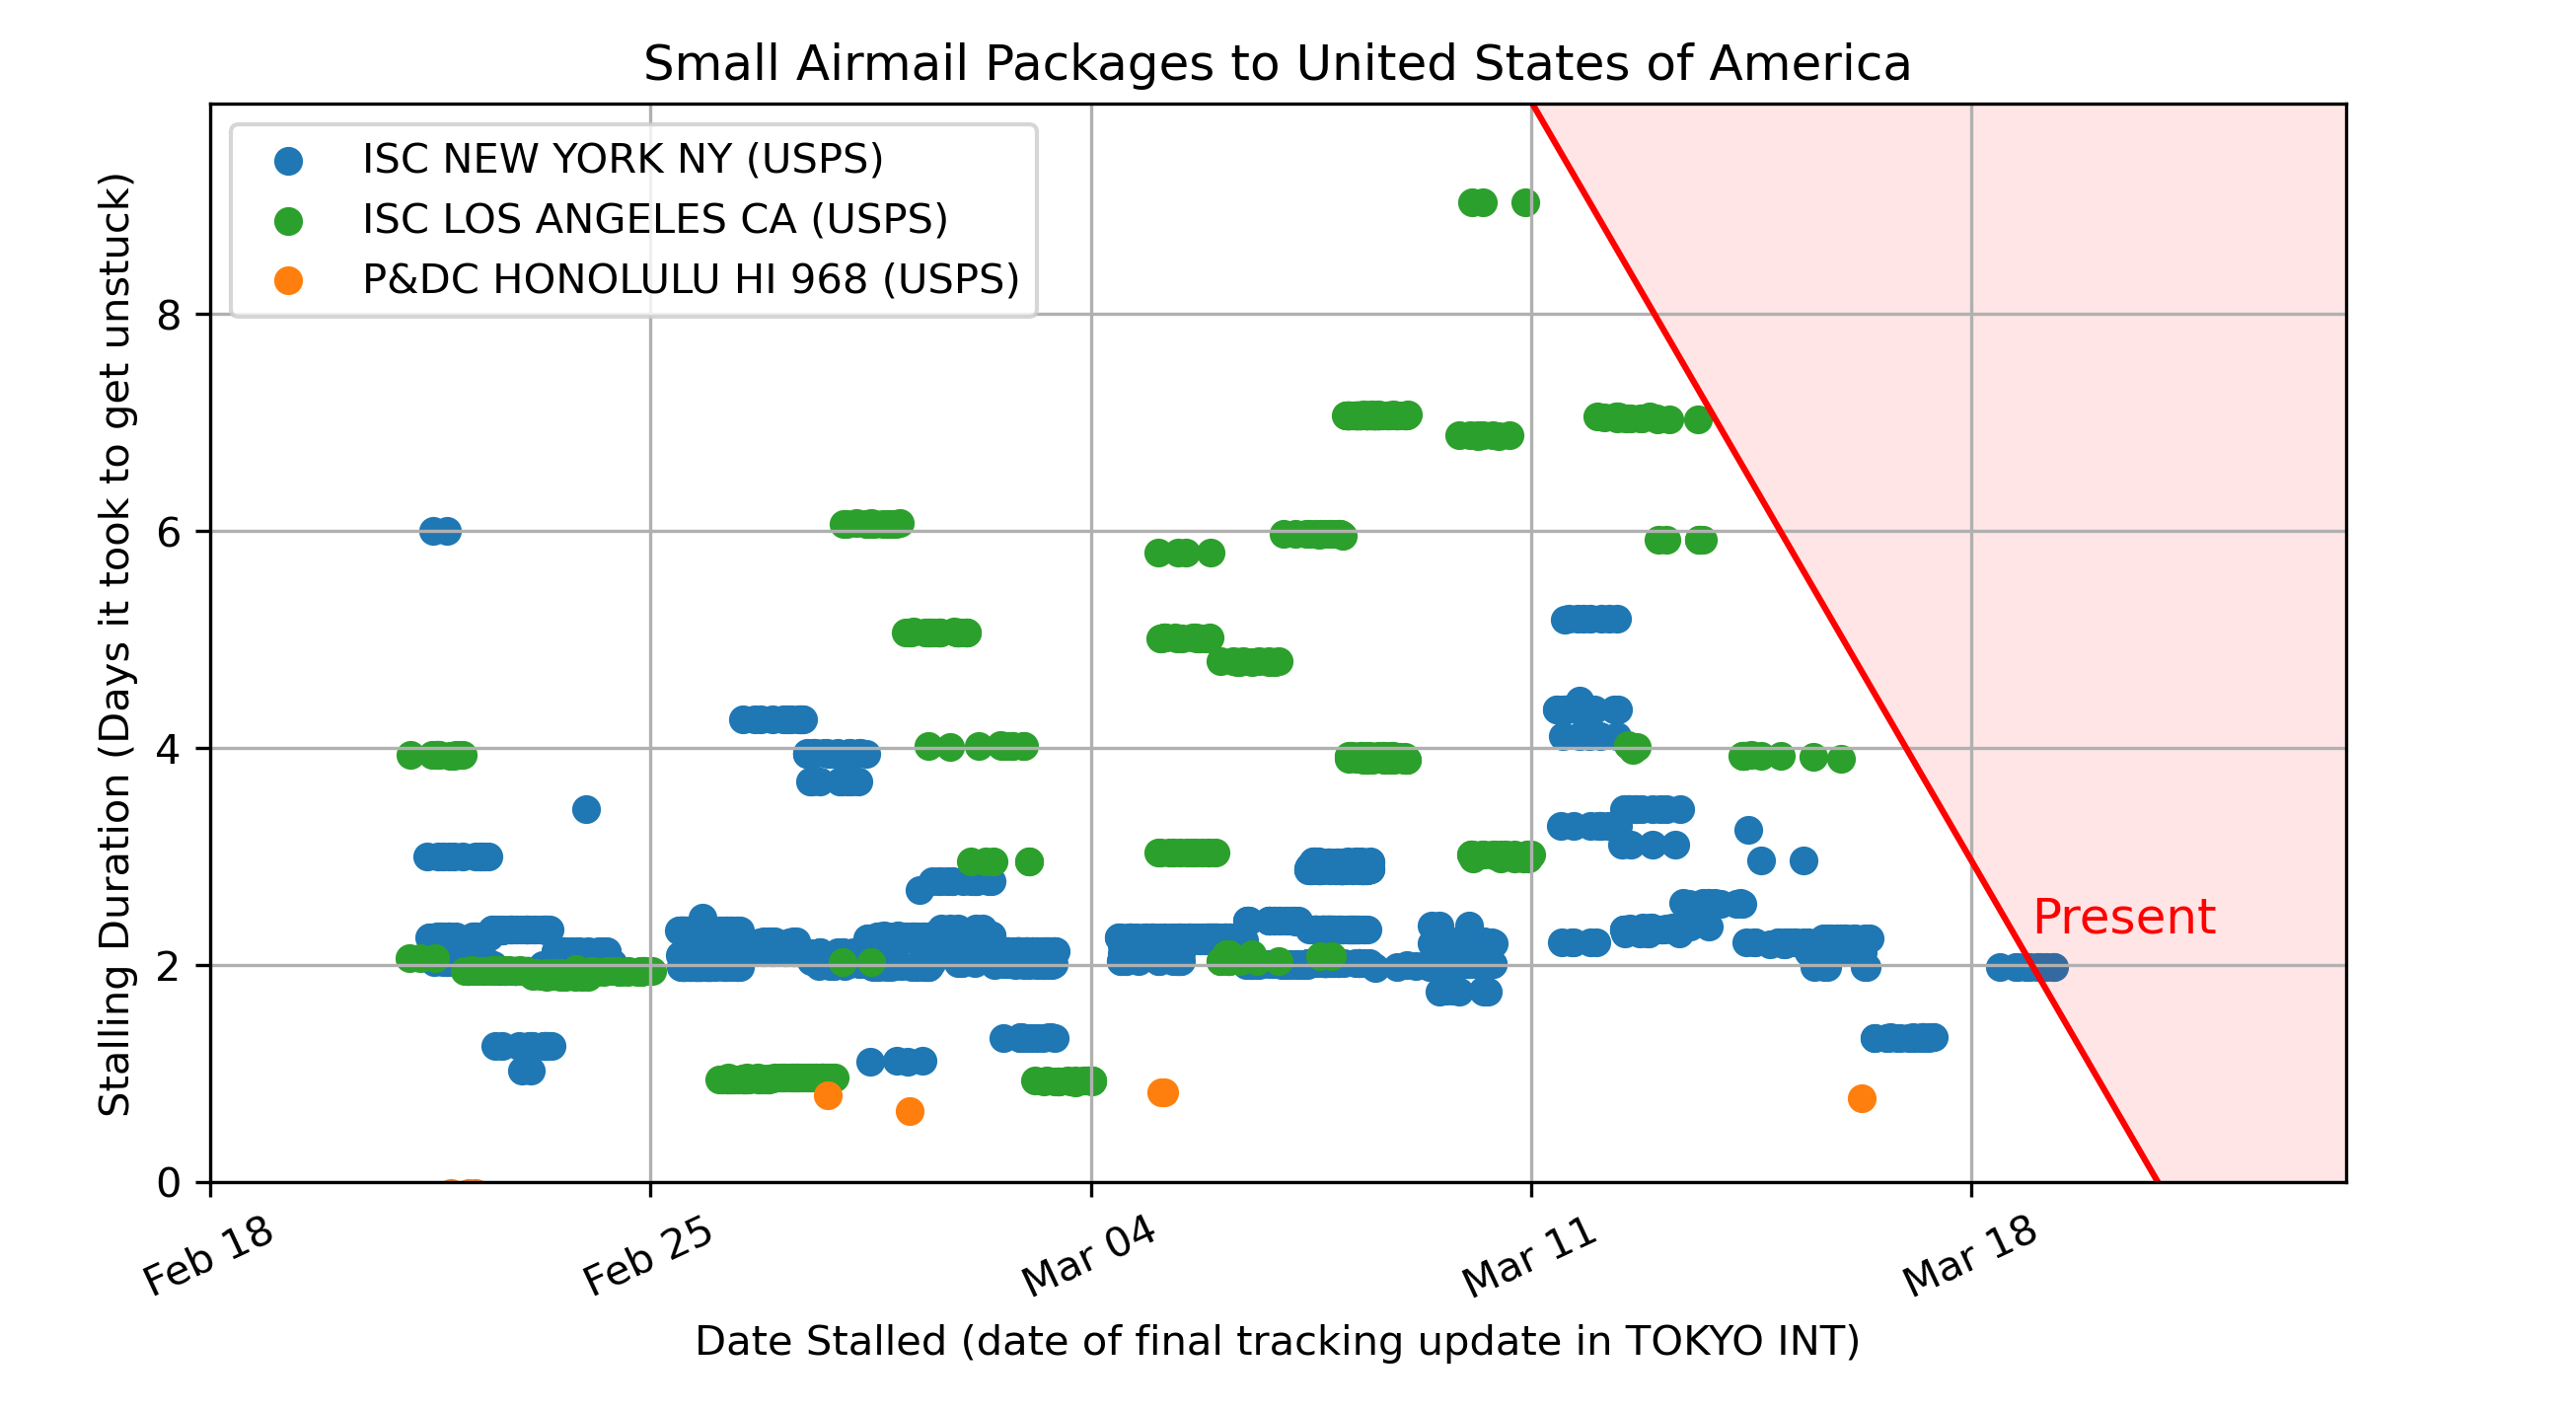 Small Airmail Packages to United States of America
ISC NEW YORK NY (USPS)
ISC LOS ANGELES CA (USPS)
P&DC HONOLULU HI 968 (USPS)
Stalling Duration (Days it took to get unstuck)
8
6
4
2
0
Present
Feb 18
Feb 25
Mar 04
Mar 11
Mar 18
Date Stalled (date of final tracking update in TOKYO INT)